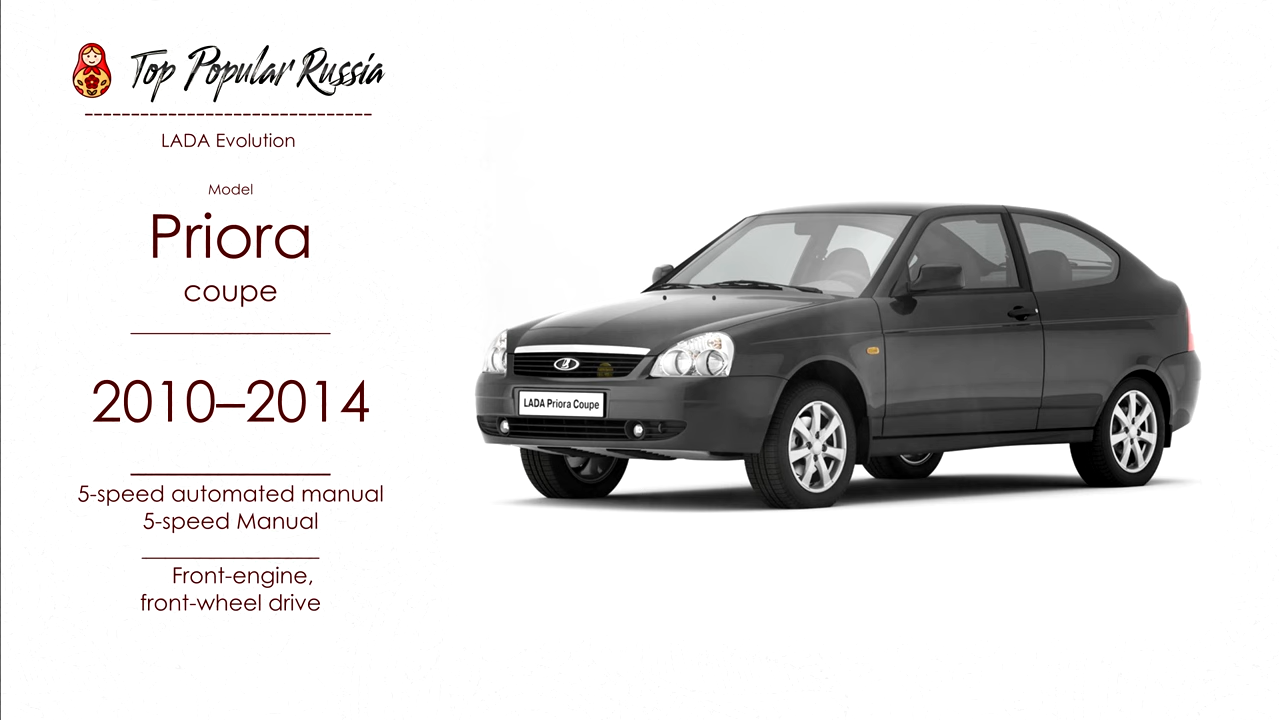 Top Popular Russia
LADA Evolution
Model
Priora
coupe
2010–2014
5-speed automated manual
5-speed Manual
Front-engine,
front-wheel drive
LADA Priora Coupe